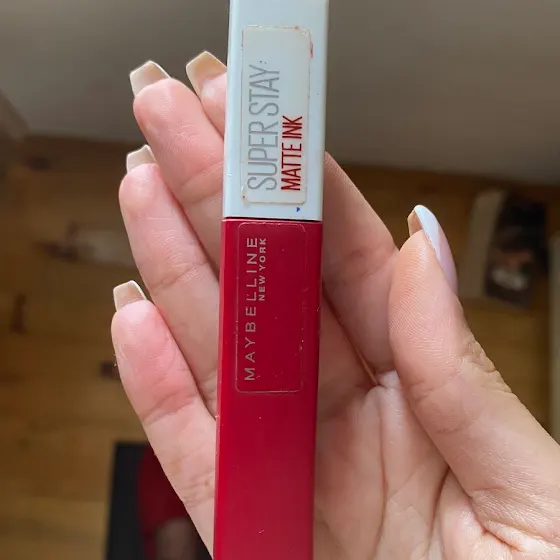 SUPER STAY
MATTE INK
MAYBELLINE
NEW YORK